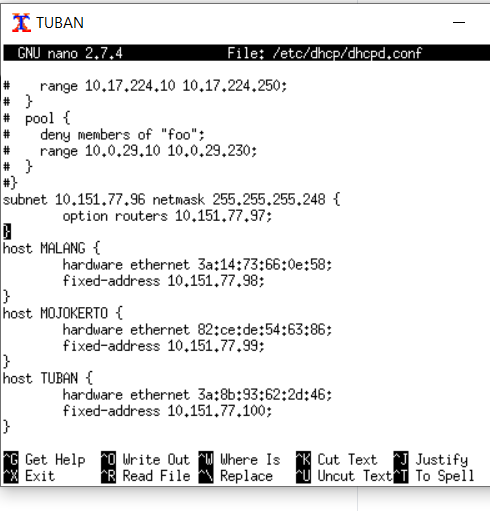 TUBAN
GNU nano 2.7.4 File: /etc/dhcp/dhcpd.conf
#    range 10.17.224.10 10.17.224.250;
#  }
#  pool {
#    deny members of "foo";
#    range 10.0.29.10 10.0.29.230;
#  }
#}
subnet 10.151.77.96 netmask 255.255.255.248 {
        option routers 10.151.77.97;
}
host MALANG {
        hardware ethernet 3a:14:73:66:0e:58;
        fixed-address 10.151.77.98;
}
host MOJOKERTO {
        hardware ethernet 82:ce:de:54:63:86;
        fixed-address 10.151.77.99;
}
host TUBAN {
        hardware ethernet 3a:8b:93:62:2d:46;
        fixed-address 10.151.77.100;
}
^G Get Help ^O Write Out ^W Where Is ^K Cut Text ^J Justify
^X Exit ^R Read File ^\ Replace ^U Uncut Text ^T To Spell